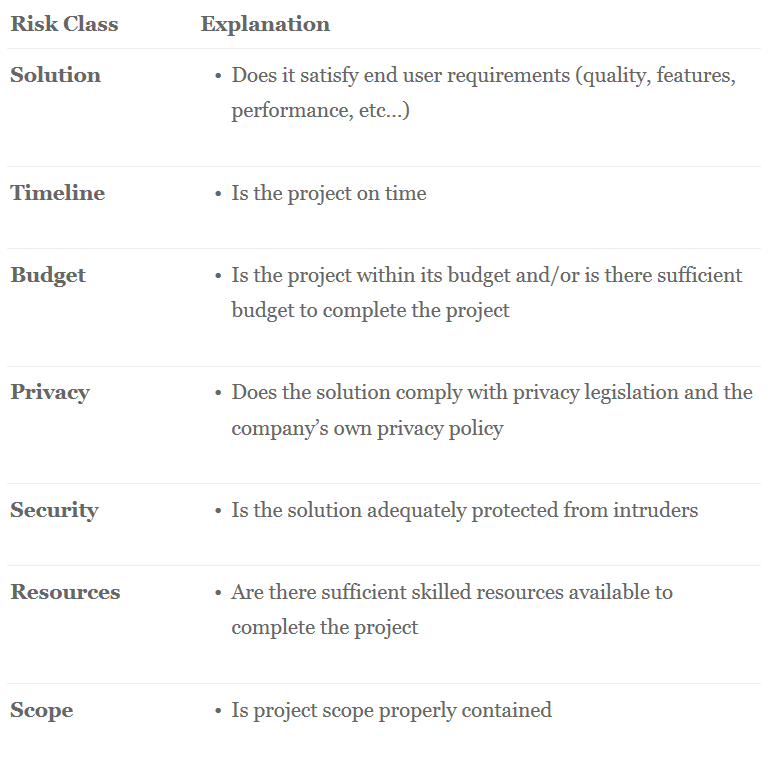 Risk Class Explanation
Solution • Does it satisfy end user requirements (quality, features,
performance, etc...)
Timeline • Is the project on time
Budget • Is the project within its budget and/or is there sufficient
budget to complete the project
Privacy • Does the solution comply with privacy legislation and the
company’s own privacy policy
Security • Is the solution adequately protected from intruders
Resources • Are there sufficient skilled resources available to
complete the project
Scope • Is project scope properly contained